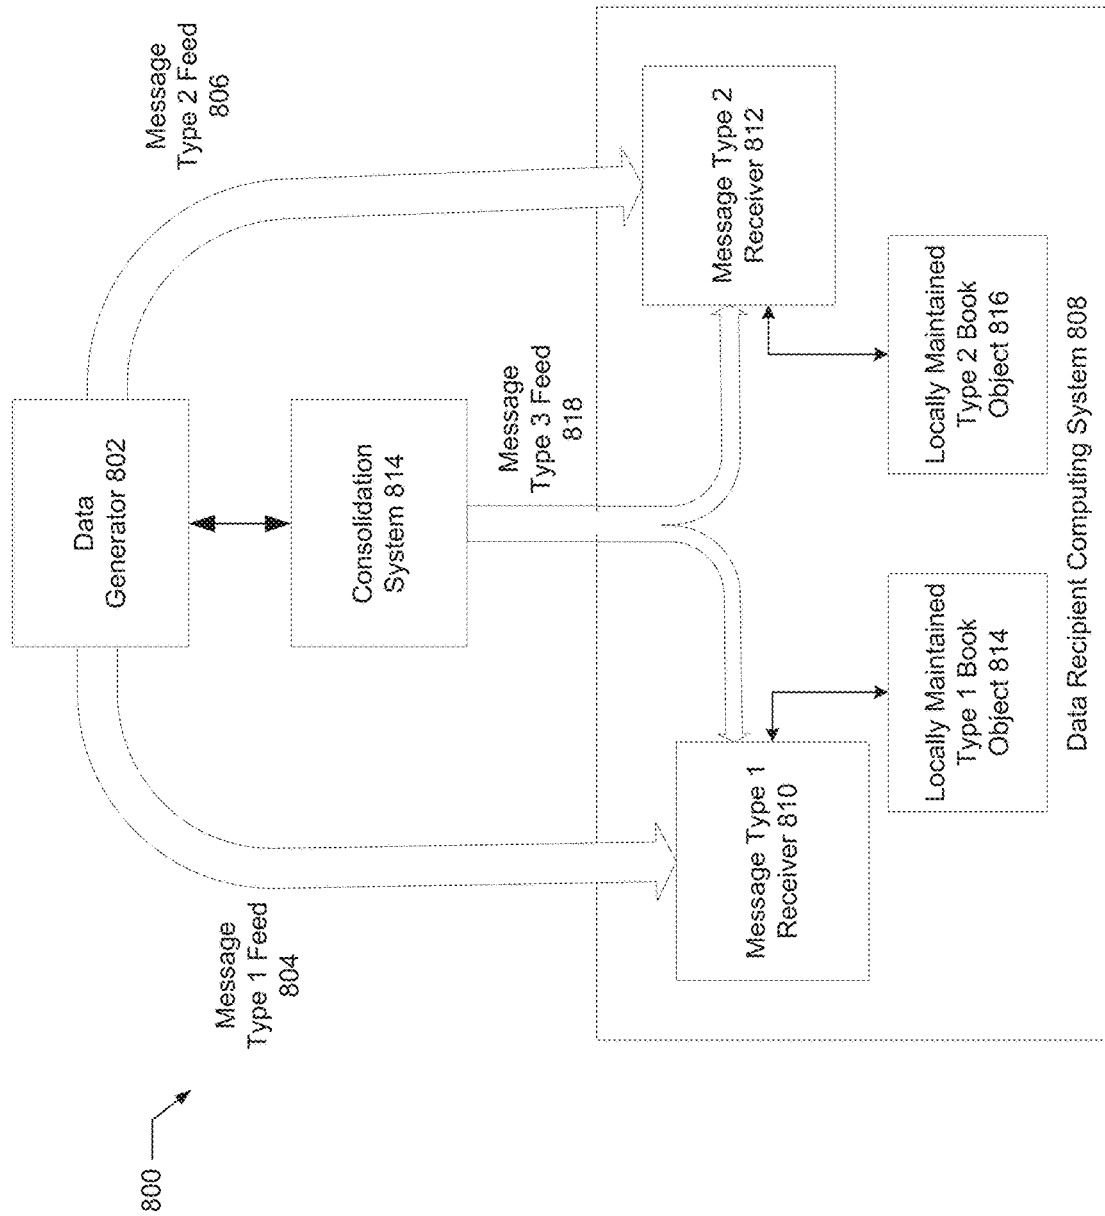 800
Message
Type 1 Feed
804
Data
Generator 802
Message
Type 2 Feed
806
Consolidation
System 814
Message
Type 3 Feed
818
Message Type 1
Receiver 810
Message Type 2
Receiver 812
Locally Maintained
Type 1 Book
Object 814
Locally Maintained
Type 2 Book
Object 816
Data Recipient Computing System 808